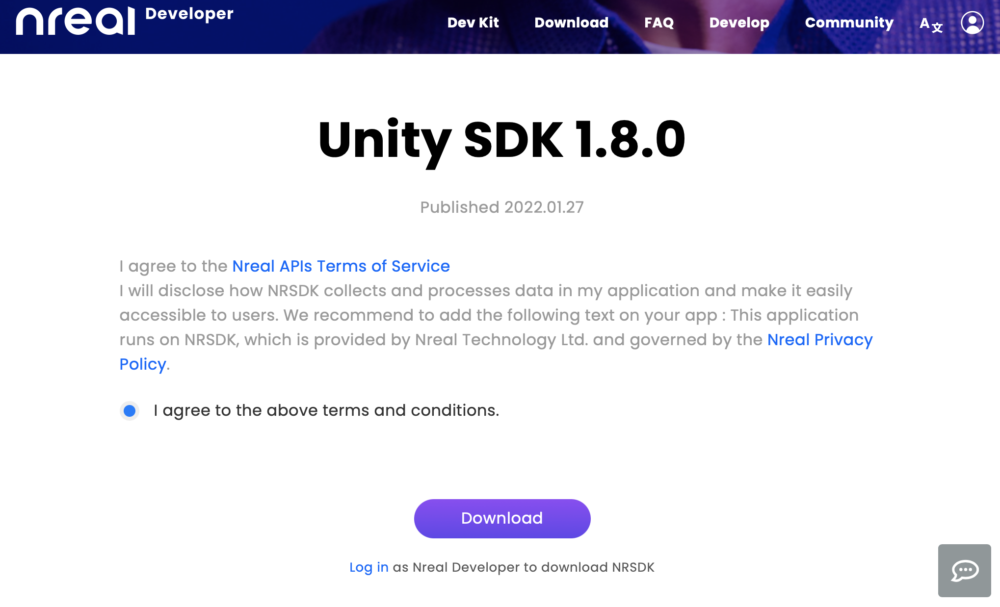 nreal Developer
Dev Kit Download FAQ Develop Community A文
Unity SDK 1.8.0
Published 2022.01.27
I agree to the Nreal APIs Terms of Service
I will disclose how NRSDK collects and processes data in my application and make it easily
accessible to users. We recommend to add the following text on your app : This application
runs on NRSDK, which is provided by Nreal Technology Ltd. and governed by the Nreal Privacy
Policy.
I agree to the above terms and conditions.
Download
Log in as Nreal Developer to download NRSDK